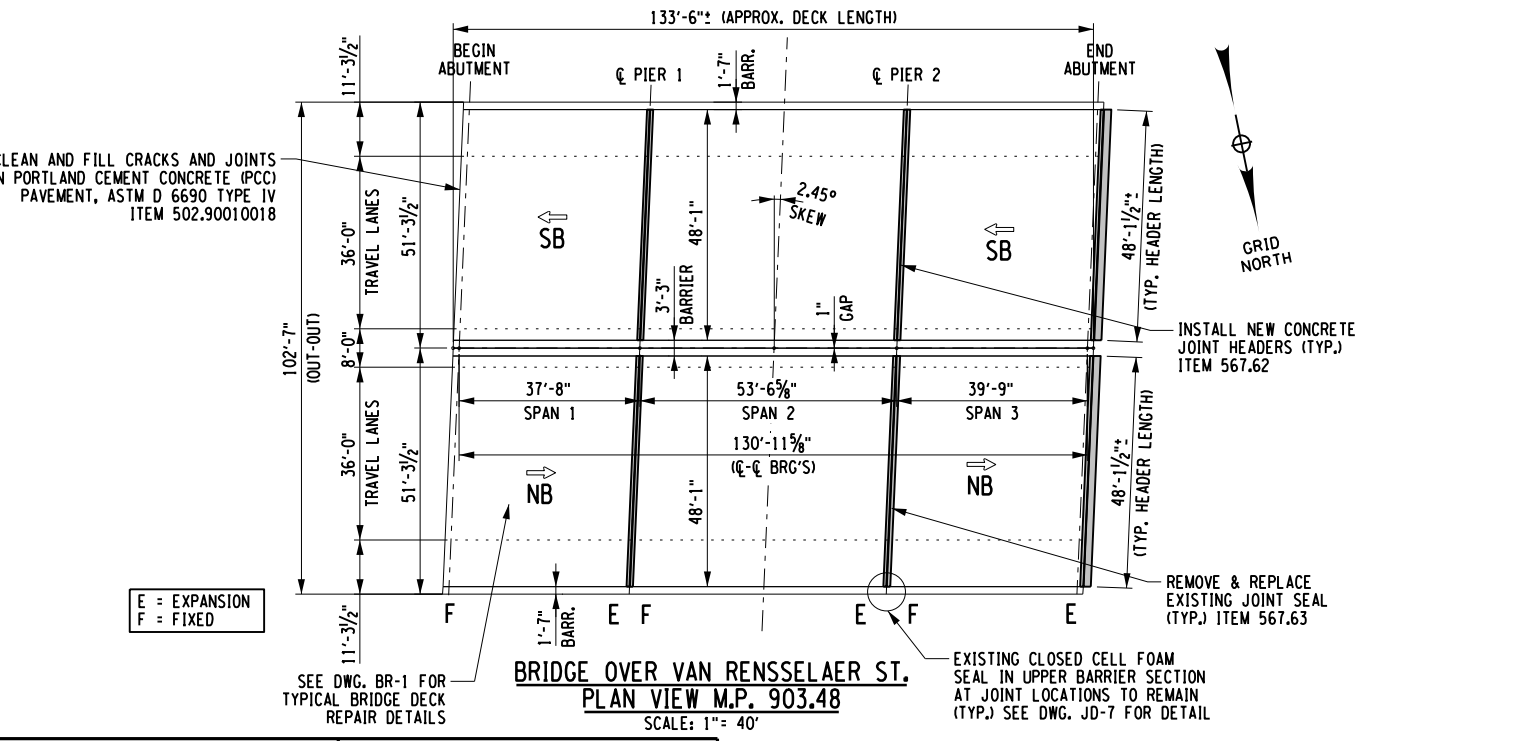 133'-6"± (APPROX. DECK LENGTH)
BEGIN
ABUTMENT
℄ PIER 1
1'-7"
BARR.
℄ PIER 2
END
ABUTMENT
11'-3½"
CLEAN AND FILL CRACKS AND JOINTS
PORTLAND CEMENT CONCRETE (PCC)
PAVEMENT, ASTM D 6690 TYPE IV
ITEM 502.90010018
36'-0"
TRAVEL LANES
51'-3½"
SB
48'-1"
2.45°
SKEW
SB
48'-1½"±
(TYP. HEADER LENGTH)
GRID
NORTH
102'-7"
(OUT-OUT)
8'-0"
3'-3"
BARRIER
1"
GAP
INSTALL NEW CONCRETE
JOINT HEADERS (TYP.)
ITEM 567.62
37'-8"
SPAN 1
53'-6⅝"
SPAN 2
39'-9"
SPAN 3
130'-11⅝"
(℄-℄ BRG'S)
36'-0"
TRAVEL LANES
51'-3½"
NB
48'-1"
NB
48'-1½"±
(TYP. HEADER LENGTH)
REMOVE & REPLACE
EXISTING JOINT SEAL
(TYP.) ITEM 567.63
E = EXPANSION
F = FIXED
11'-3½"
F
1'-7"
BARR.
E F
E F
E
SEE DWG. BR-1 FOR
TYPICAL BRIDGE DECK
REPAIR DETAILS
EXISTING CLOSED CELL FOAM
SEAL IN UPPER BARRIER SECTION
AT JOINT LOCATIONS TO REMAIN
(TYP.) SEE DWG. JD-7 FOR DETAIL
BRIDGE OVER VAN RENSSELAER ST.
PLAN VIEW M.P. 903.48
SCALE: 1"= 40'